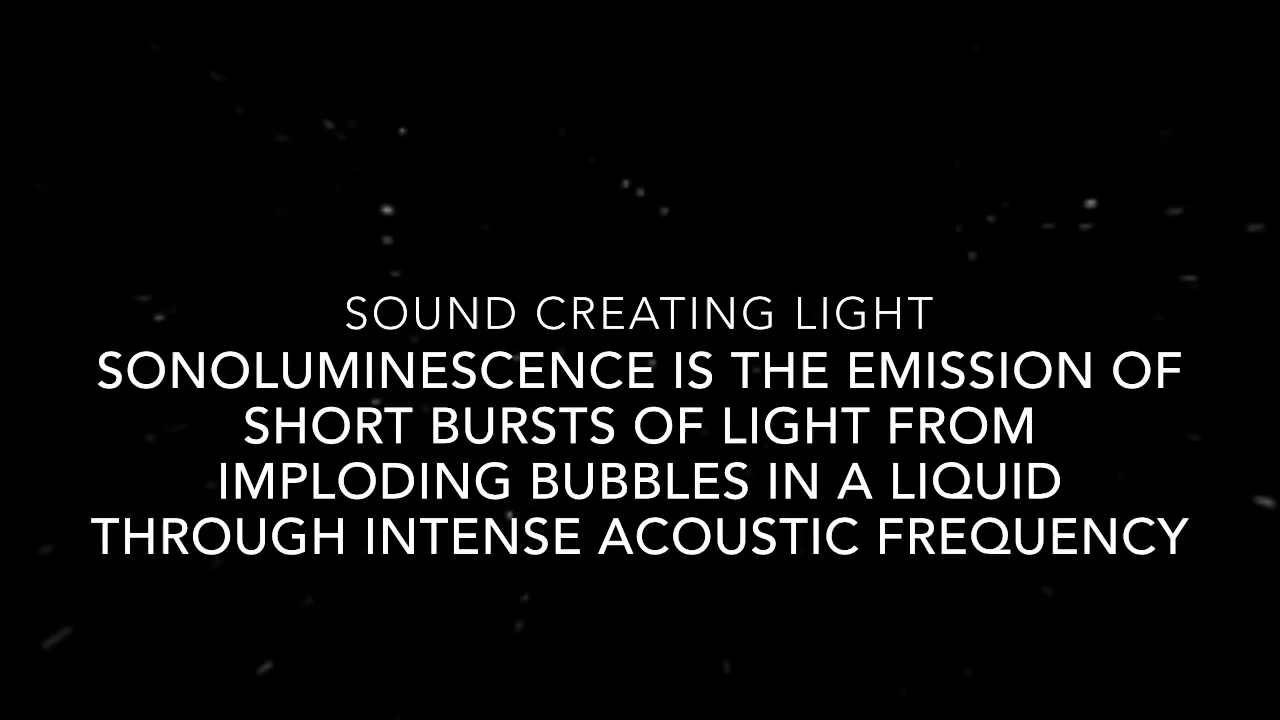 SOUND CREATING LIGHT
SONOLUMINESCENCE IS THE EMISSION OF
SHORT BURSTS OF LIGHT FROM
IMPLODING BUBBLES IN A LIQUID
THROUGH INTENSE ACOUSTIC FREQUENCY